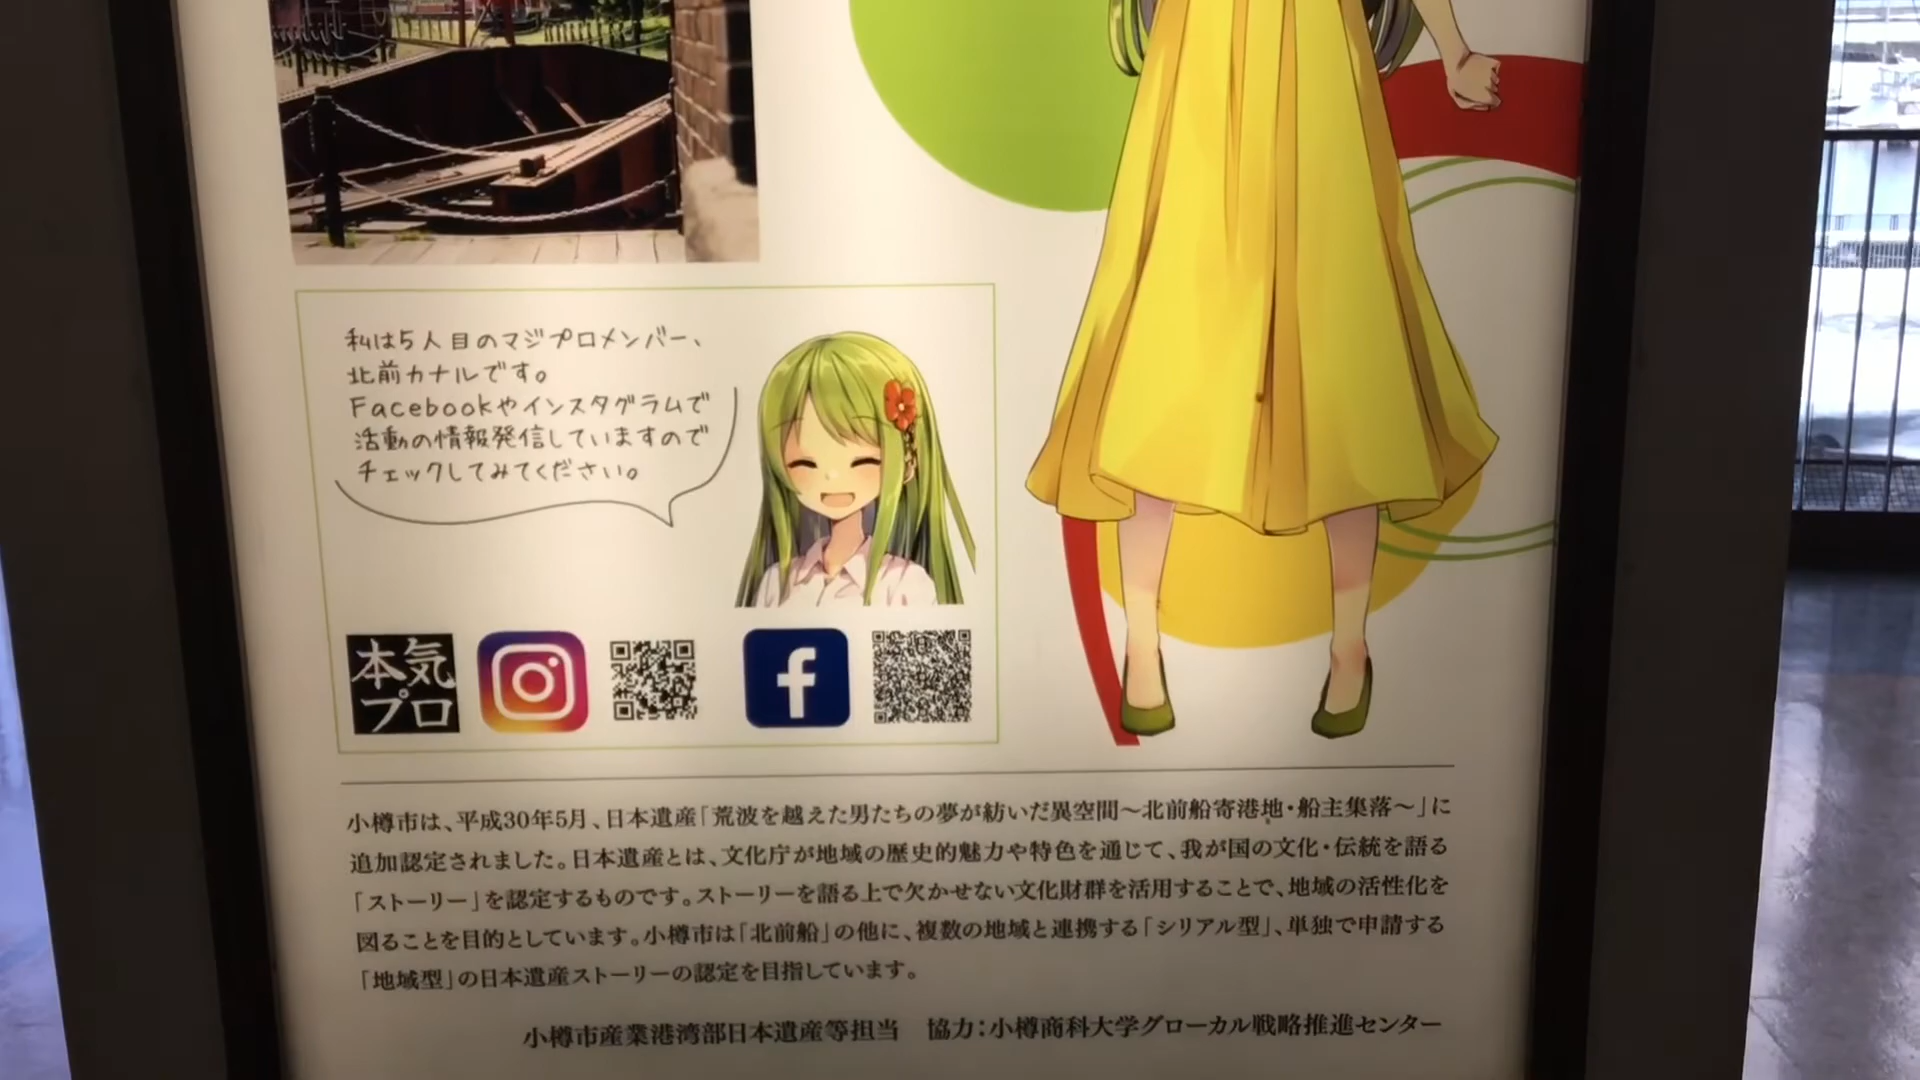 私は5人目のマジプロメンバー、
北前カナルです。
Facebookやインスタグラムで
活動の情報発信していますので
チェックしてみてください。
本気
プロ
f
小樽市は、平成30年5月、日本遺産「荒波を越えた男たちの夢が紡いだ異空間～北前船寄港地・船主集落～」に
追加認定されました。日本遺産とは、文化庁が地域の歴史的魅力や特色を通じて、我が国の文化・伝統を語る
「ストーリー」を認定するものです。ストーリーを語る上で欠かせない文化財群を活用することで、地域の活性化を
図ることを目的としています。小樽市は「北前船」の他に、複数の地域と連携する「シリアル型」、単独で申請する
「地域型」の日本遺産ストーリーの認定を目指しています。
小樽市産業港湾部日本遺産等担当　協力：小樽商科大学グローカル戦略推進センター